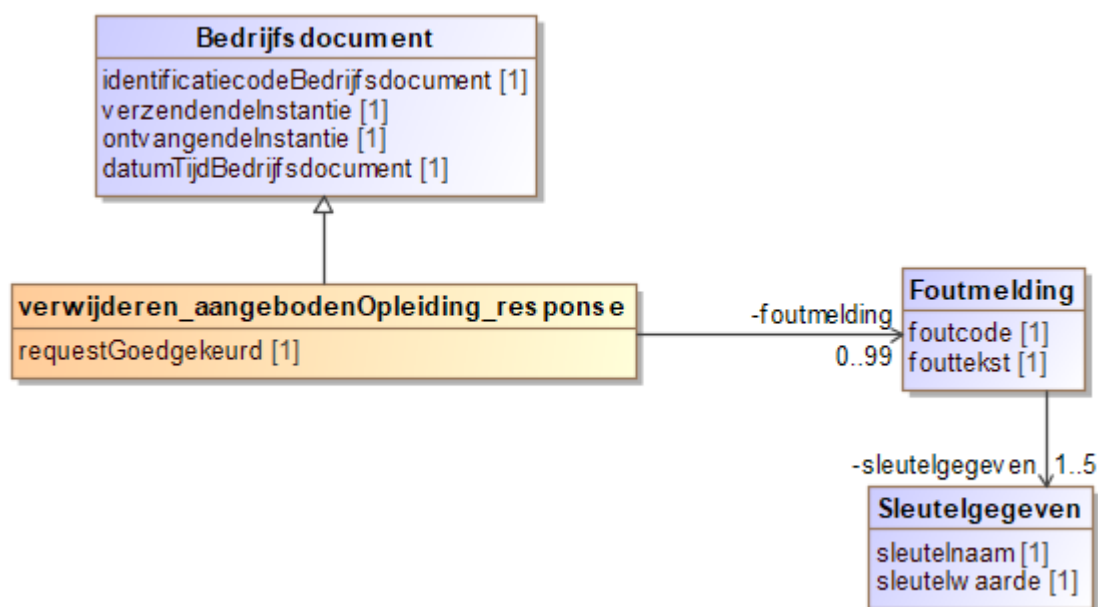 Bedrijfsdocument
identificatiecodeBedrijfsdocument [1]
verzendendeInstantie [1]
ontvangendeInstantie [1]
datumTijdBedrijfsdocument [1]
verwijderen_aangebodenOpleiding_response
requestGoedgekeurd [1]
-foutmelding
0..99
Foutmelding
foutcode [1]
fouttekst [1]
-sleutelgegeven 1..5
Sleutelgegeven
sleutelnaam [1]
sleutelwaarde [1]